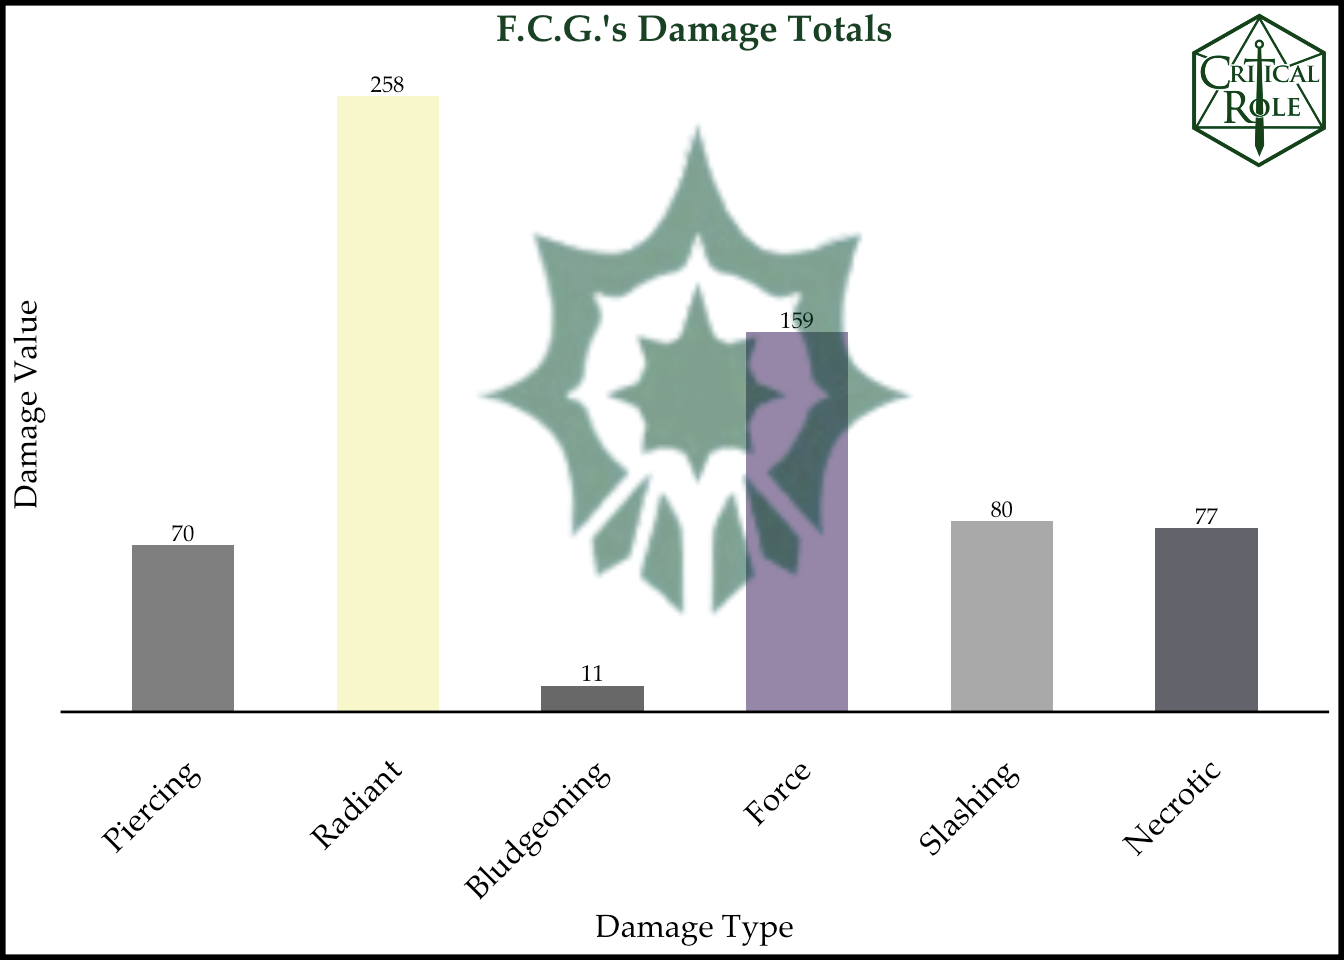 F.C.G.'s Damage Totals
CRITICAL
ROLE
258
159
80
77
70
11
Damage Value
Piercing
Radiant
Bludgeoning
Force
Slashing
Necrotic
Damage Type